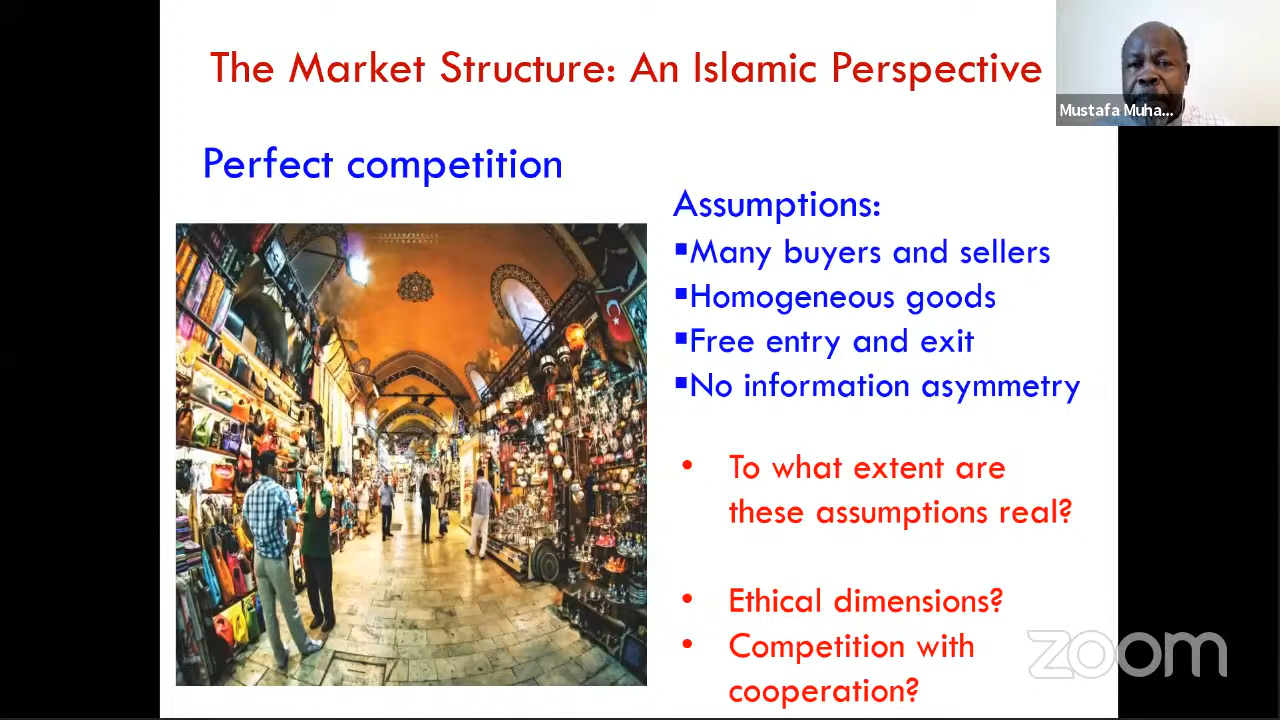 The Market Structure: An Islamic Perspective
Mustafa Muha...
Perfect competition
Assumptions:
▪Many buyers and sellers
▪Homogeneous goods
▪Free entry and exit
▪No information asymmetry
• To what extent are
these assumptions real?
• Ethical dimensions?
• Competition with
cooperation?
zoom